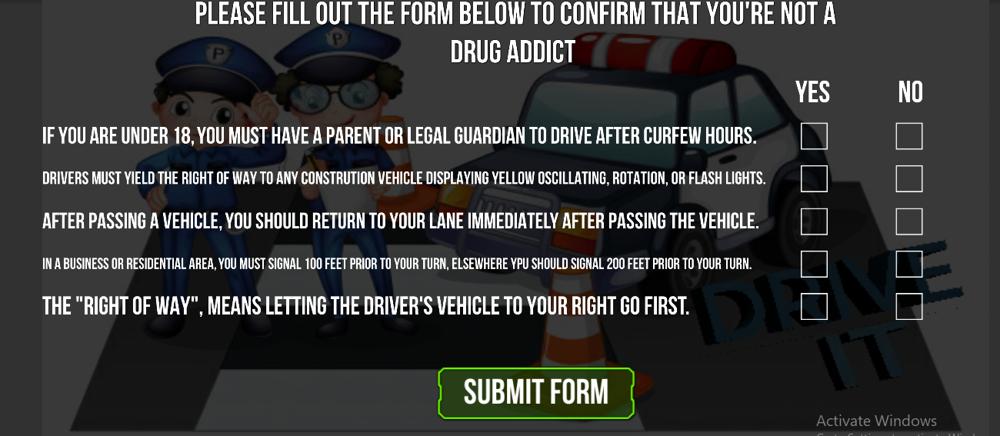 PLEASE FILL OUT THE FORM BELOW TO CONFIRM THAT YOU'RE NOT A
DRUG ADDICT
YES NO
IF YOU ARE UNDER 18, YOU MUST HAVE A PARENT OR LEGAL GUARDIAN TO DRIVE AFTER CURFEW HOURS.
DRIVERS MUST YIELD THE RIGHT OF WAY TO ANY CONSTRUTION VEHICLE DISPLAYING YELLOW OSCILLATING, ROTATION, OR FLASH LIGHTS.
AFTER PASSING A VEHICLE, YOU SHOULD RETURN TO YOUR LANE IMMEDIATELY AFTER PASSING THE VEHICLE.
IN A BUSINESS OR RESIDENTIAL AREA, YOU MUST SIGNAL 100 FEET PRIOR TO YOUR TURN, ELSEWHERE YPU SHOULD SIGNAL 200 FEET PRIOR TO YOUR TURN.
THE "RIGHT OF WAY", MEANS LETTING THE DRIVER'S VEHICLE TO YOUR RIGHT GO FIRST.
DRIVE
IT
SUBMIT FORM
Activate Windows
P
P